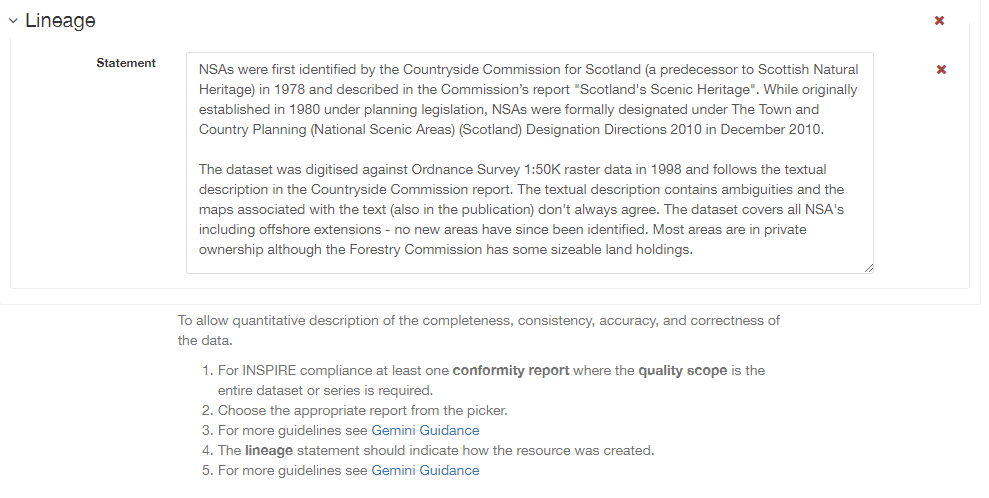 Lineage
Statement
NSAs were first identified by the Countryside Commission for Scotland (a predecessor to Scottish Natural
Heritage) in 1978 and described in the Commission’s report "Scotland's Scenic Heritage". While originally
established in 1980 under planning legislation, NSAs were formally designated under The Town and
Country Planning (National Scenic Areas) (Scotland) Designation Directions 2010 in December 2010.
The dataset was digitised against Ordnance Survey 1:50K raster data in 1998 and follows the textual
description in the Countryside Commission report. The textual description contains ambiguities and the
maps associated with the text (also in the publication) don't always agree. The dataset covers all NSA's
including offshore extensions - no new areas have since been identified. Most areas are in private
ownership although the Forestry Commission has some sizeable land holdings.
To allow quantitative description of the completeness, consistency, accuracy, and correctness of
the data.
1. For INSPIRE compliance at least one conformity report where the quality scope is the
entire dataset or series is required.
2. Choose the appropriate report from the picker.
3. For more guidelines see Gemini Guidance
4. The lineage statement should indicate how the resource was created.
5. For more guidelines see Gemini Guidance